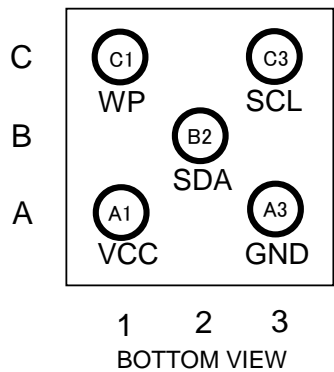 C C1 C3
WP SCL
B B2
SDA
A A1 A3
VCC GND
1 2 3
BOTTOM VIEW